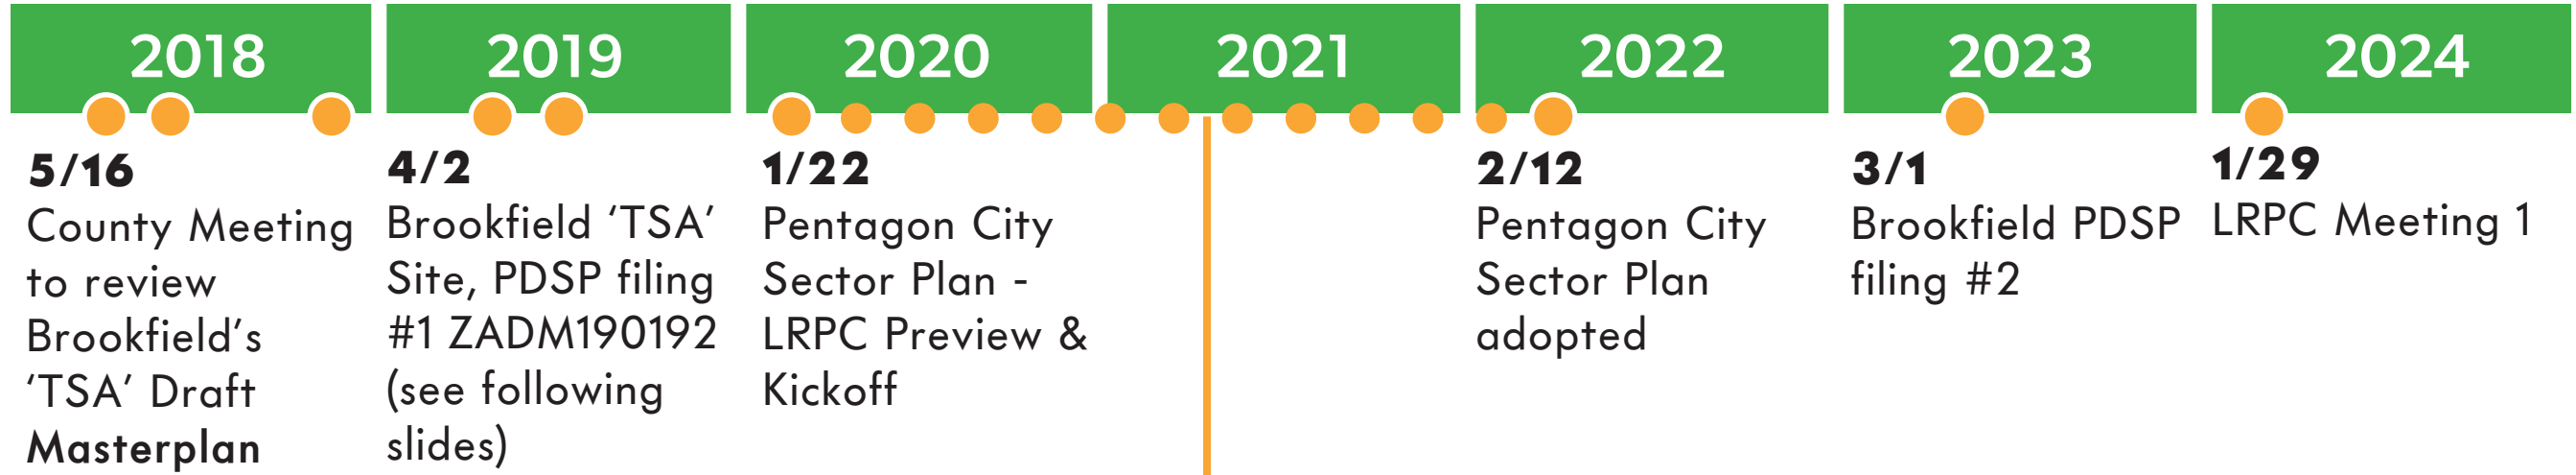 2018
2019
2020
2021
2022
2023
2024
5/16
County Meeting
to review
Brookfield’s
‘TSA’ Draft
Masterplan
4/2
Brookfield ‘TSA’
Site, PDSP filing
#1 ZADM190192
(see following
slides)
1/22
Pentagon City
Sector Plan -
LRPC Preview &
Kickoff
2/12
Pentagon City
Sector Plan
adopted
3/1
Brookfield PDSP
filing #2
1/29
LRPC Meeting 1